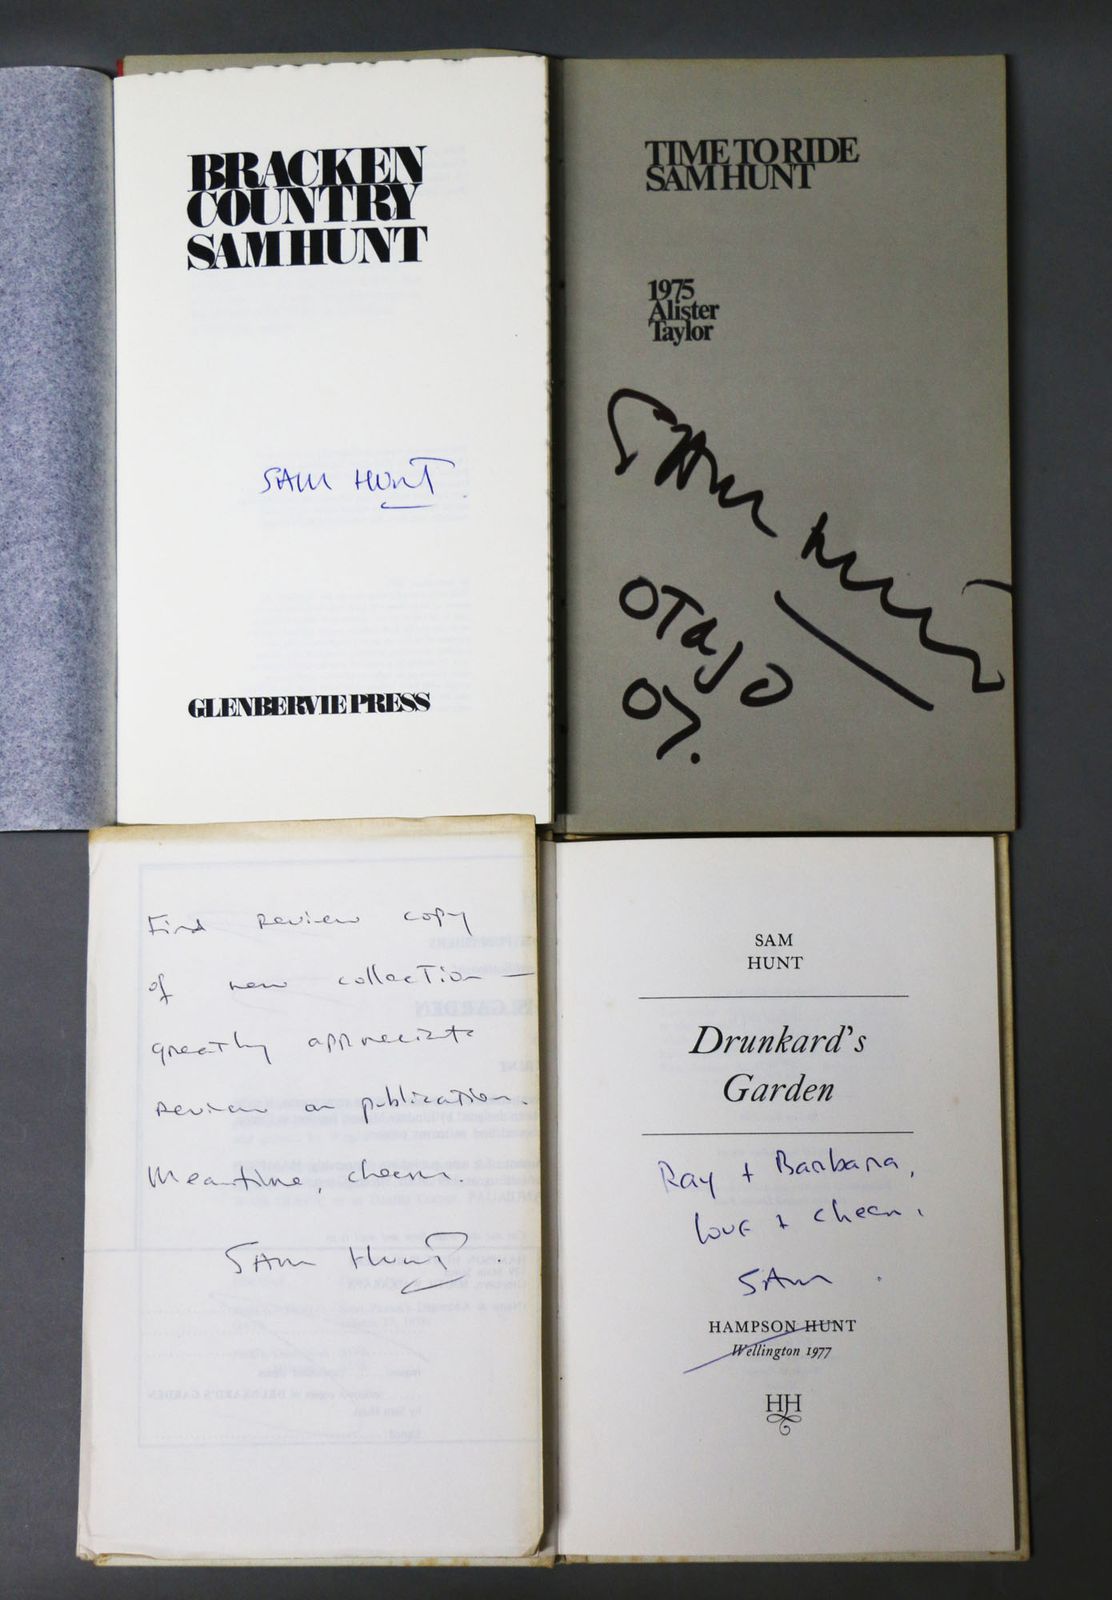 BRACKEN
COUNTRY
SAM HUNT
SAM HUNT.
GLENBERVIE PRESS
TIME TO RIDE
SAM HUNT
1975
Alister
Taylor
SAM HUNT
OTAGO
07.
Find review copy
of new collection —
greatly appreciate
review on publication.
Meantime, cheers.
SAM HUNT.
SAM
HUNT
Drunkard's
Garden
Ray + Barbara,
love + cheers,
SAM.
HAMPSON HUNT
Wellington 1977
HH